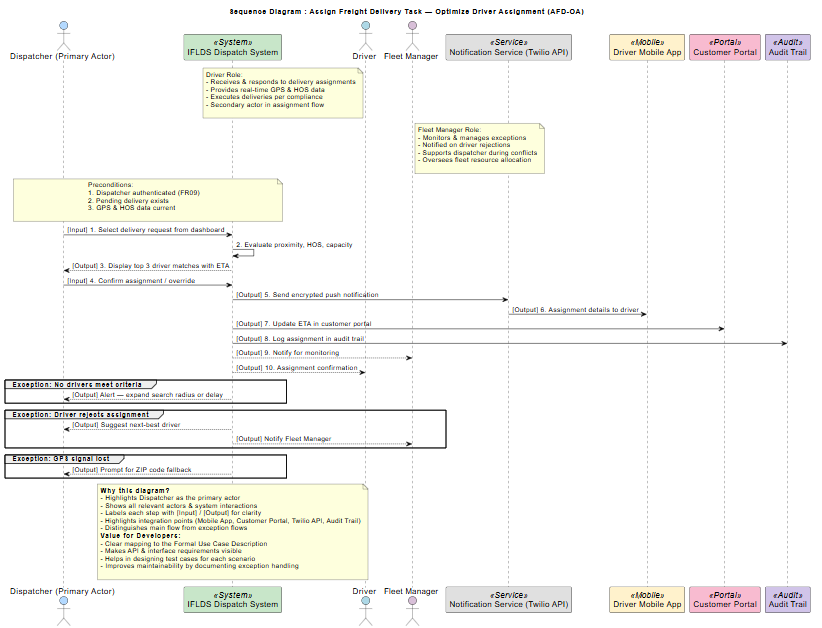 Sequence Diagram : Assign Freight Delivery Task — Optimize Driver Assignment (AFD-OA)
Dispatcher (Primary Actor)
«System»
IFLDS Dispatch System
Driver
Fleet Manager
«Service»
Notification Service (Twilio API)
«Mobile»
Driver Mobile App
«Portal»
Customer Portal
«Audit»
Audit Trail
Driver Role:
- Receives & responds to delivery assignments
- Provides real-time GPS & HOS data
- Executes deliveries per compliance
- Secondary actor in assignment flow
Fleet Manager Role:
- Monitors & manages exceptions
- Notified on driver rejections
- Supports dispatcher during conflicts
- Oversees fleet resource allocation
Preconditions:
1. Dispatcher authenticated (FR09)
2. Pending delivery exists
3. GPS & HOS data current
[Input] 1. Select delivery request from dashboard
2. Evaluate proximity, HOS, capacity
[Output] 3. Display top 3 driver matches with ETA
[Input] 4. Confirm assignment / override
[Output] 5. Send encrypted push notification
[Output] 6. Assignment details to driver
[Output] 7. Update ETA in customer portal
[Output] 8. Log assignment in audit trail
[Output] 9. Notify for monitoring
[Output] 10. Assignment confirmation
Exception: No drivers meet criteria
[Output] Alert — expand search radius or delay
Exception: Driver rejects assignment
[Output] Suggest next-best driver
[Output] Notify Fleet Manager
Exception: GPS signal lost
[Output] Prompt for ZIP code fallback
Why this diagram?
- Highlights Dispatcher as the primary actor
- Shows all relevant actors & system interactions
- Labels each step with [Input] / [Output] for clarity
- Highlights integration points (Mobile App, Customer Portal, Twilio API, Audit Trail)
- Distinguishes main flow from exception flows
Value for Developers:
- Clear mapping to the Formal Use Case Description
- Makes API & interface requirements visible
- Helps in designing test cases for each scenario
- Improves maintainability by documenting exception handling
Dispatcher (Primary Actor)
«System»
IFLDS Dispatch System
Driver
Fleet Manager
«Service»
Notification Service (Twilio API)
«Mobile»
Driver Mobile App
«Portal»
Customer Portal
«Audit»
Audit Trail